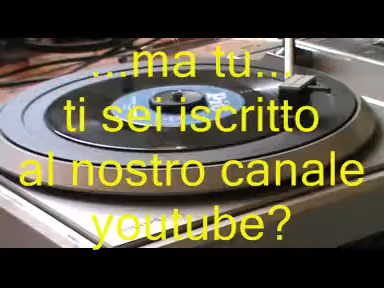 ...ma tu...
ti sei iscritto
al nostro canale
youtube?